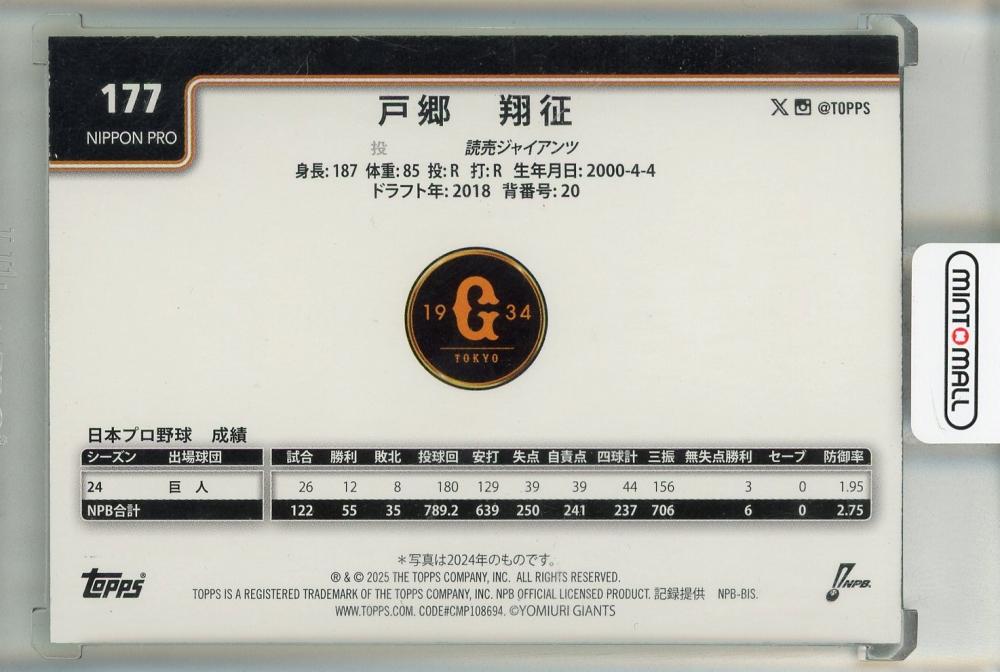 177
NIPPON PRO
戸郷 翔征
@TOPPS
投 読売ジャイアンツ
身長: 187 体重: 85 投: R 打: R 生年月日: 2000-4-4
ドラフト年: 2018 背番号: 20
19 G 34
TOKYO
MINT MALL
日本プロ野球 成績
シーズン 出場球団 試合 勝利 敗北 投球回 安打 失点 自責点 四球計 三振 無失点勝利 セーブ 防御率
24 巨人 26 12 8 180 129 39 39 44 156 3 0 1.95
NPB合計 122 55 35 789.2 639 250 241 237 706 6 0 2.75
*写真は2024年のものです。
® & © 2025 THE TOPPS COMPANY, INC. ALL RIGHTS RESERVED.
TOPPS IS A REGISTERED TRADEMARK OF THE TOPPS COMPANY, INC. NPB OFFICIAL LICENSED PRODUCT. 記録提供 NPB-BIS.
WWW.TOPPS.COM. CODE#CMP108694. ©YOMIURI GIANTS
Topps®
NPB.